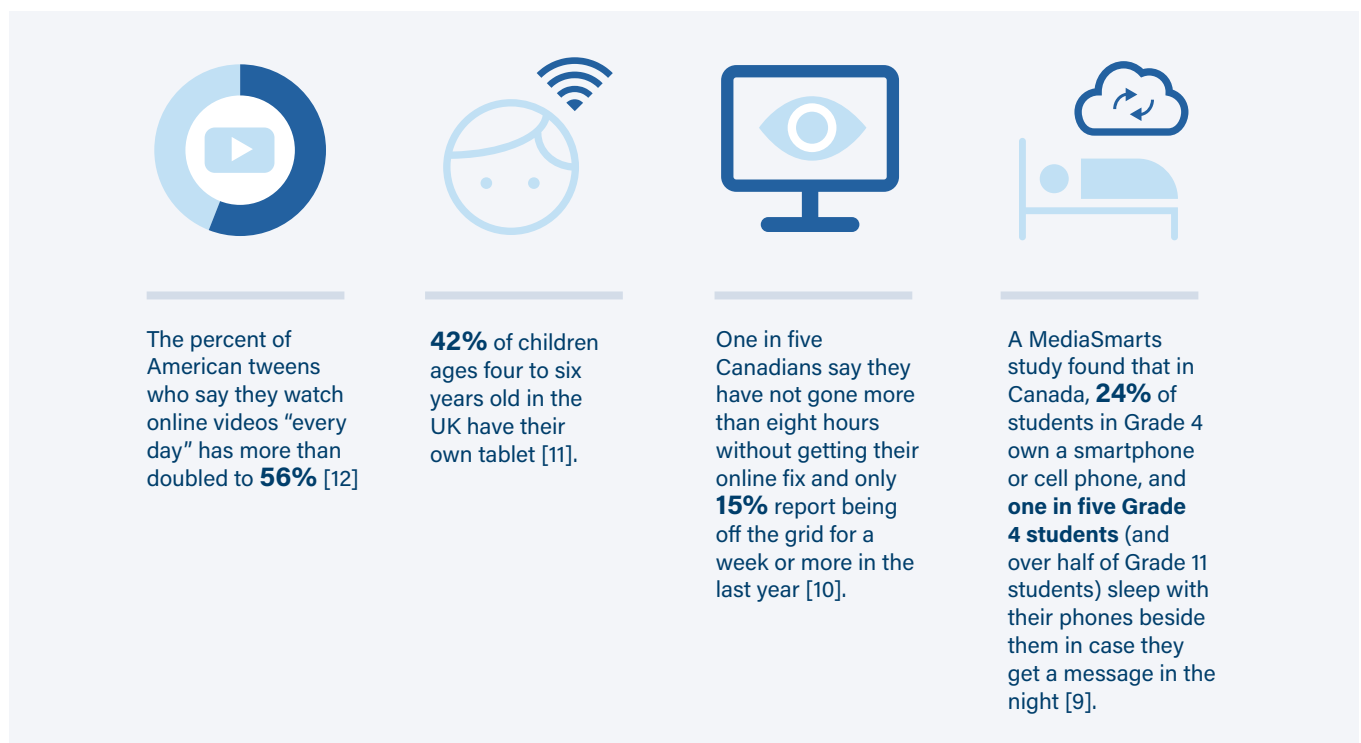 The percent of
American tweens
who say they watch
online videos “every
day” has more than
doubled to 56% [12]
42% of children
ages four to six
years old in the
UK have their
own tablet [11].
One in five
Canadians say they
have not gone more
than eight hours
without getting their
online fix and only
15% report being
off the grid for a
week or more in the
last year [10].
A MediaSmarts
study found that in
Canada, 24% of
students in Grade 4
own a smartphone
or cell phone, and
one in five Grade
4 students (and
over half of Grade 11
students) sleep with
their phones beside
them in case they
get a message in the
night [9].